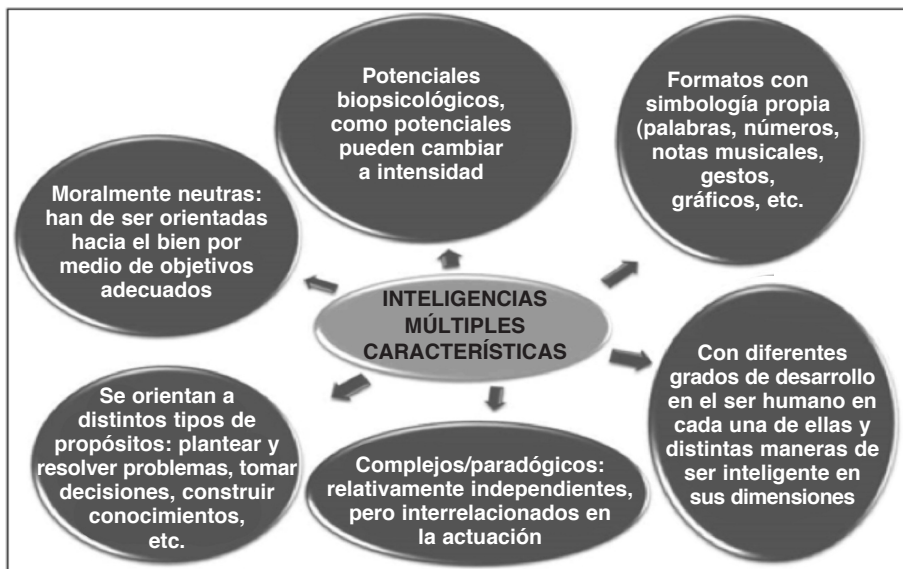 Potenciales
biopsicológicos,
como potenciales
pueden cambiar
a intensidad
Formatos con
simbología propia
(palabras, números,
notas musicales,
gestos,
gráficos, etc.
Moralmente neutras:
han de ser orientadas
hacia el bien por
medio de objetivos
adecuados
INTELIGENCIAS
MÚLTIPLES
CARACTERÍSTICAS
Con diferentes
grados de desarrollo
en el ser humano en
cada una de ellas y
distintas maneras de
ser inteligente en
sus dimensiones
Se orientan a
distintos tipos de
propósitos: plantear y
resolver problemas, tomar
decisiones, construir
conocimientos,
etc.
Complejos/paradógicos:
relativamente independientes,
pero interrelacionados en
la actuación